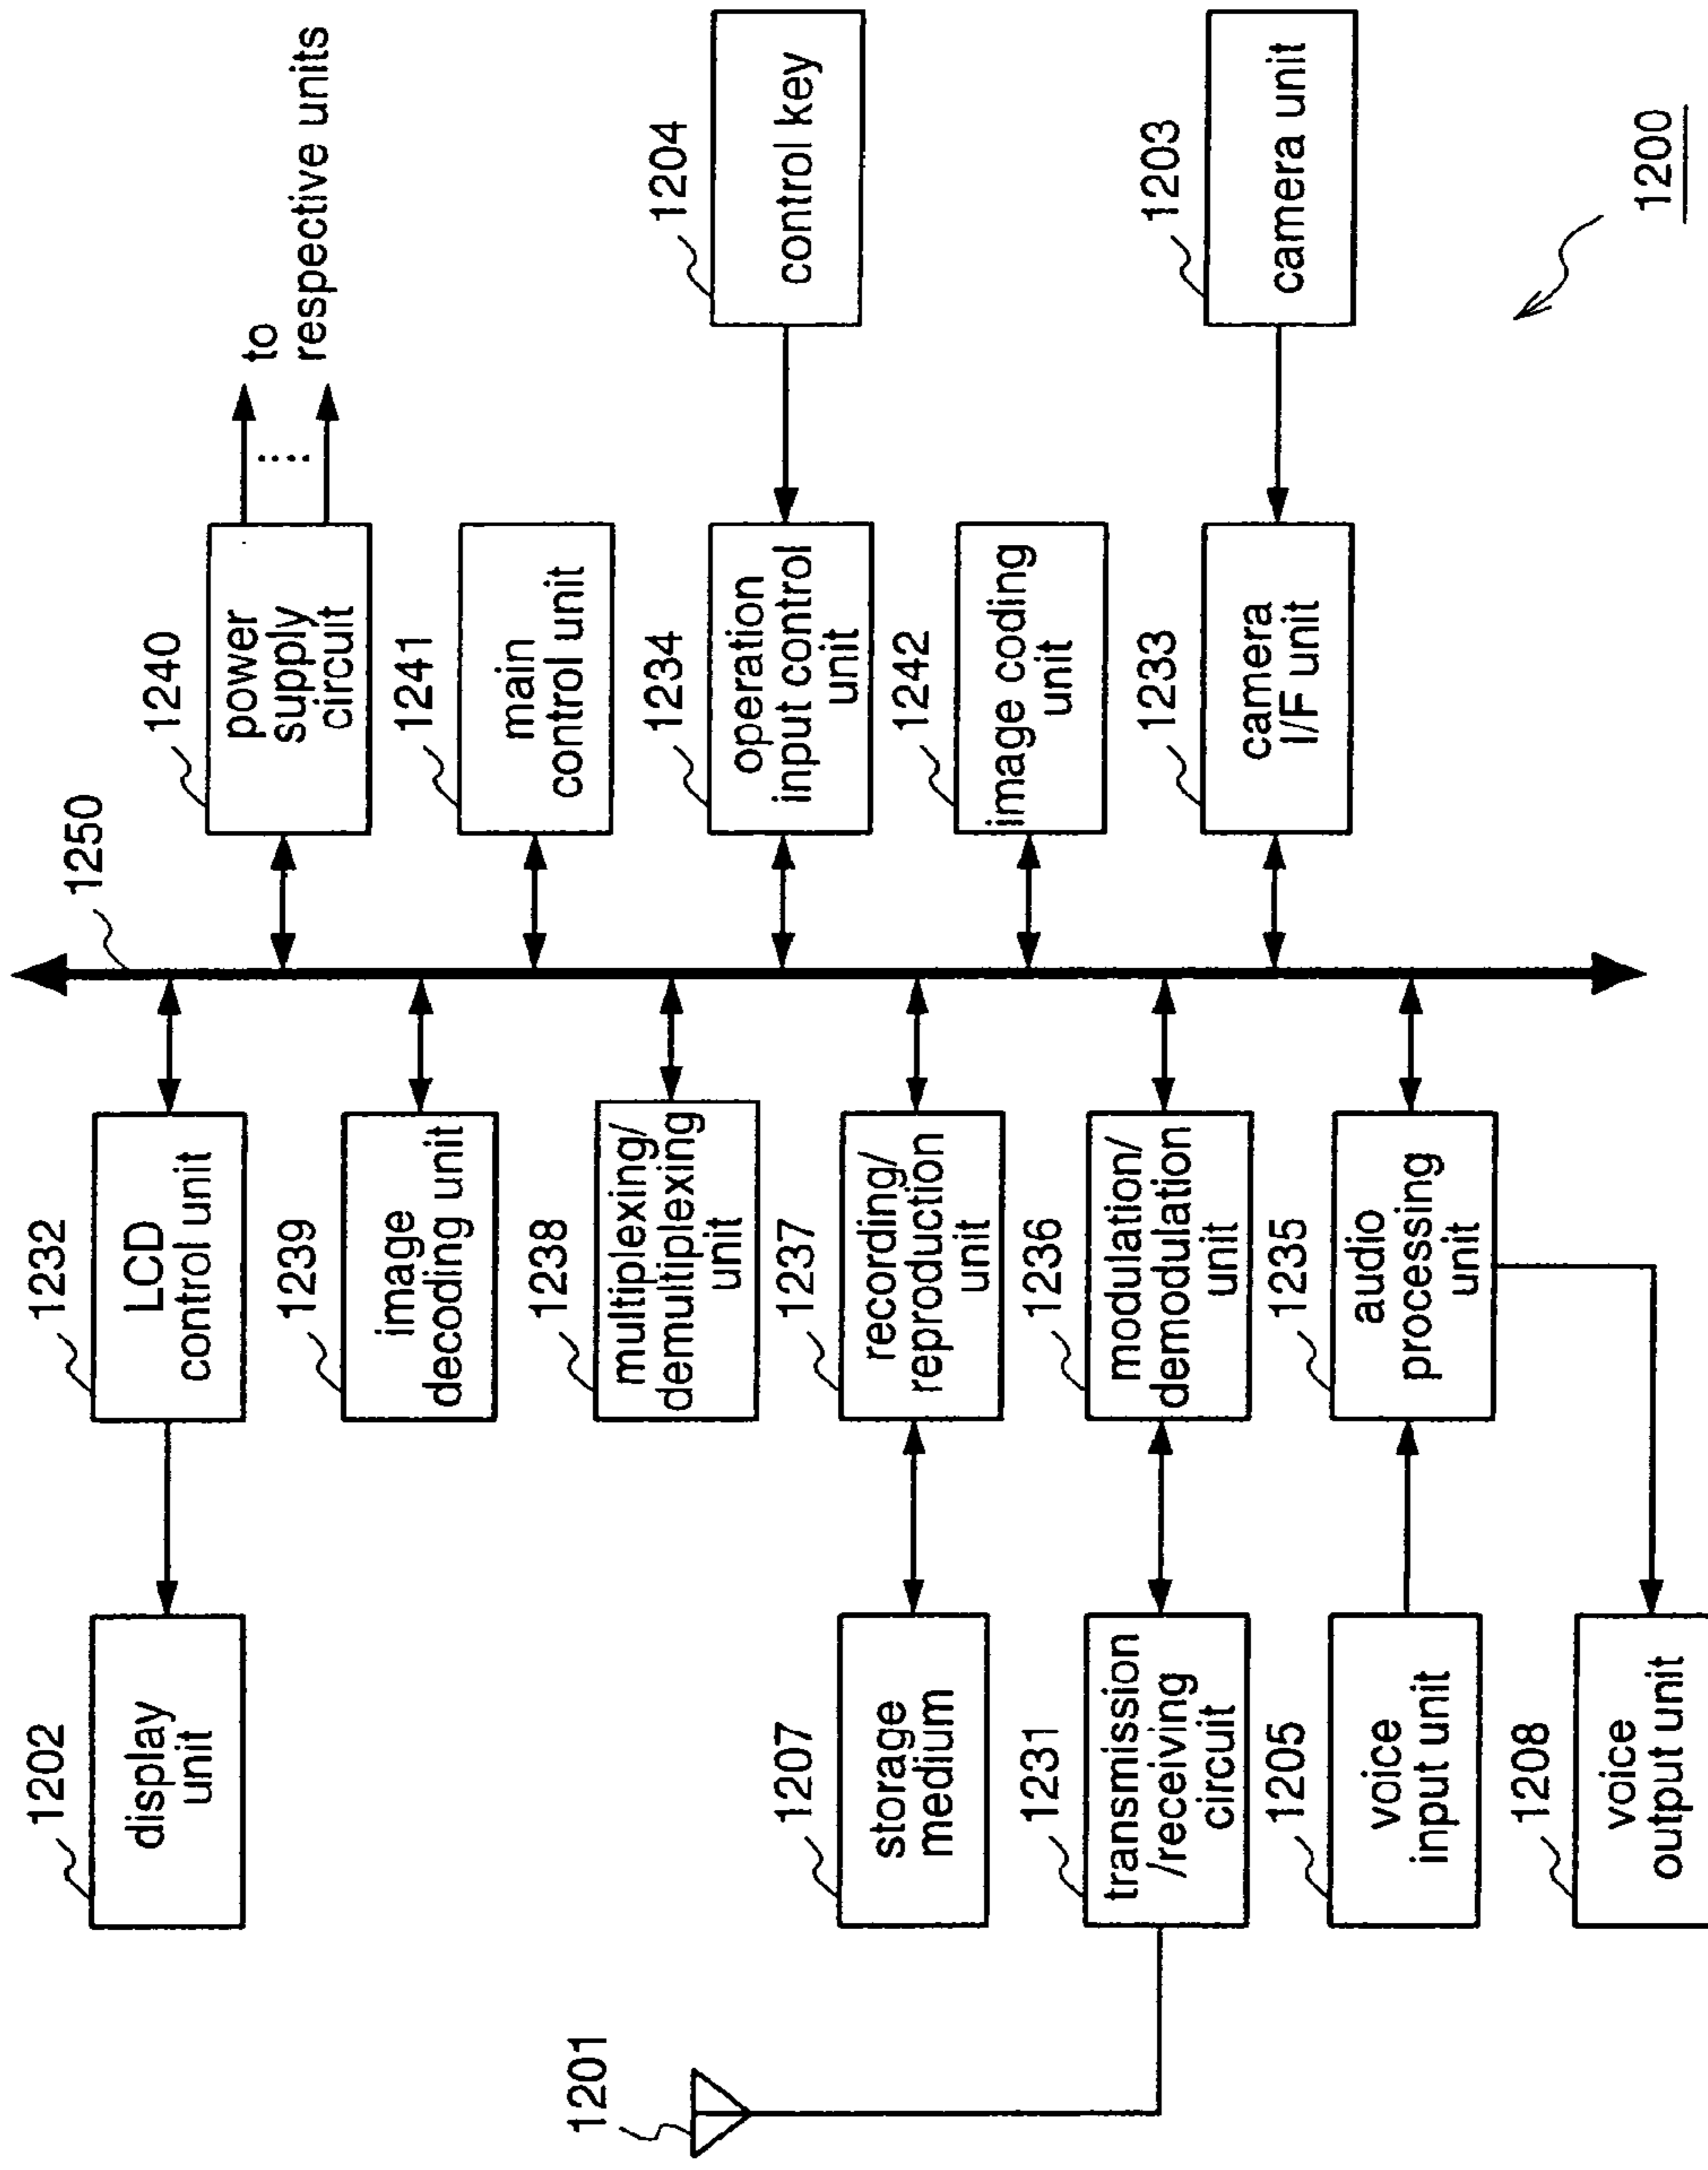 1202
display
unit
1207
storage
medium
1201
1231
transmission
/receiving
circuit
1205
voice
input unit
1208
voice
output unit
1232
LCD
control unit
1239
image
decoding unit
1238
multiplexing/
demultiplexing
unit
1237
recording/
reproduction
unit
1236
modulation/
demodulation
unit
1235
audio
processing
unit
1250
1240
power
supply
circuit
1241
main
control unit
1234
operation
input control
unit
1242
image coding
unit
1233
camera
I/F unit
to
respective units
1204
control key
1203
camera unit
1200